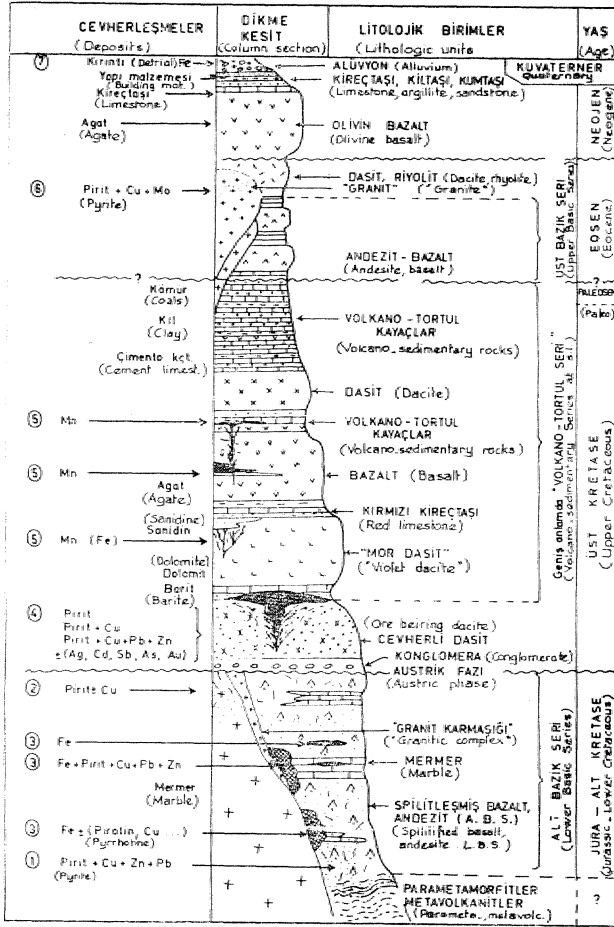 CEVHERLEŞMELER
(Deposits)
DİKME
KESİT
(Column section)
LİTOLOJİK BİRİMLER
(Lithologic units
YAŞ
(Age)
7
Kırıntı (Detrial) Fe
Yapı malzemesi
(Building mat.)
Kireçtaşı
(Limestone)
Agat
(Agate)
6
Pirit + Cu + Mo
(Pyrite)
?
Kömür
(Coals)
Kil
(Clay)
Çimento kçt.
(Cement limest.)
5 Mn
5 Mn
Agat
(Agate)
(Sanidine)
Sanidin
5 Mn (Fe)
(Dolomite)
Dolomit
Barit
(Barite)
4
Pirit
Pirit + Cu
Pirit + Cu + Pb + Zn
± (Ag, Cd, Sb, As, Au)
2 Pirit ± Cu
3 Fe
3 Fe + Pirit + Cu + Pb + Zn
Mermer
(Marble)
3 Fe ± (Pirotin, Cu ...)
(Pyrrhotine)
1 Pirit + Cu + Zn + Pb
(Pyrite)
ALÜVYON (Alluvium)
KİREÇTAŞI, KİLTAŞI, KUMTAŞI
(Limestone, argillite, sandstone)
OLİVİN BAZALT
(Olivine basalt)
DASİT, RİYOLİT (Dacite, rhyolite)
"GRANİT" ("Granite")
ANDEZİT - BAZALT
(Andesite, basalt)
VOLKANO - TORTUL
KAYAÇLAR
(Volcano-sedimentary rocks)
DASİT (Dacite)
VOLKANO - TORTUL
KAYAÇLAR
(Volcano-sedimentary rocks)
BAZALT (Basalt)
KIRMIZI KİREÇTAŞI
(Red limestone)
"MOR DASİT"
("Violet dacite")
(Ore beiring dacite)
CEVHERLİ DASİT
KONGLOMERA (Conglomerate)
AUSTRİK FAZI
(Austric phase)
"GRANİT KARMAŞIĞI"
("Granitic complex")
MERMER
(Marble)
SPİLİTLEŞMİŞ BAZALT,
ANDEZİT (A.B.S.)
(Spilitified basalt,
andesite L.B.S.)
PARAMETAMORFİTLER
METAVOLKANİTLER
(Parameta., metavolc.)
ÜST BAZİK SERİ
(Upper Basic Series)
Geniş anlamda "VOLKANO-TORTUL SERİ"
(Volcano-sedimentary Series at s.l.)
ALT BAZİK SERİ
(Lower Basic Series)
KUVATERNER
Quaternary
NEOJEN
(Neogene)
EOSEN
(Eocene)
?
PALEOSEN
(Paleo)
ÜST KRETASE
(Upper Cretaceous)
JURA - ALT KRETASE
(Jurassic-Lower Cretaceous)
?